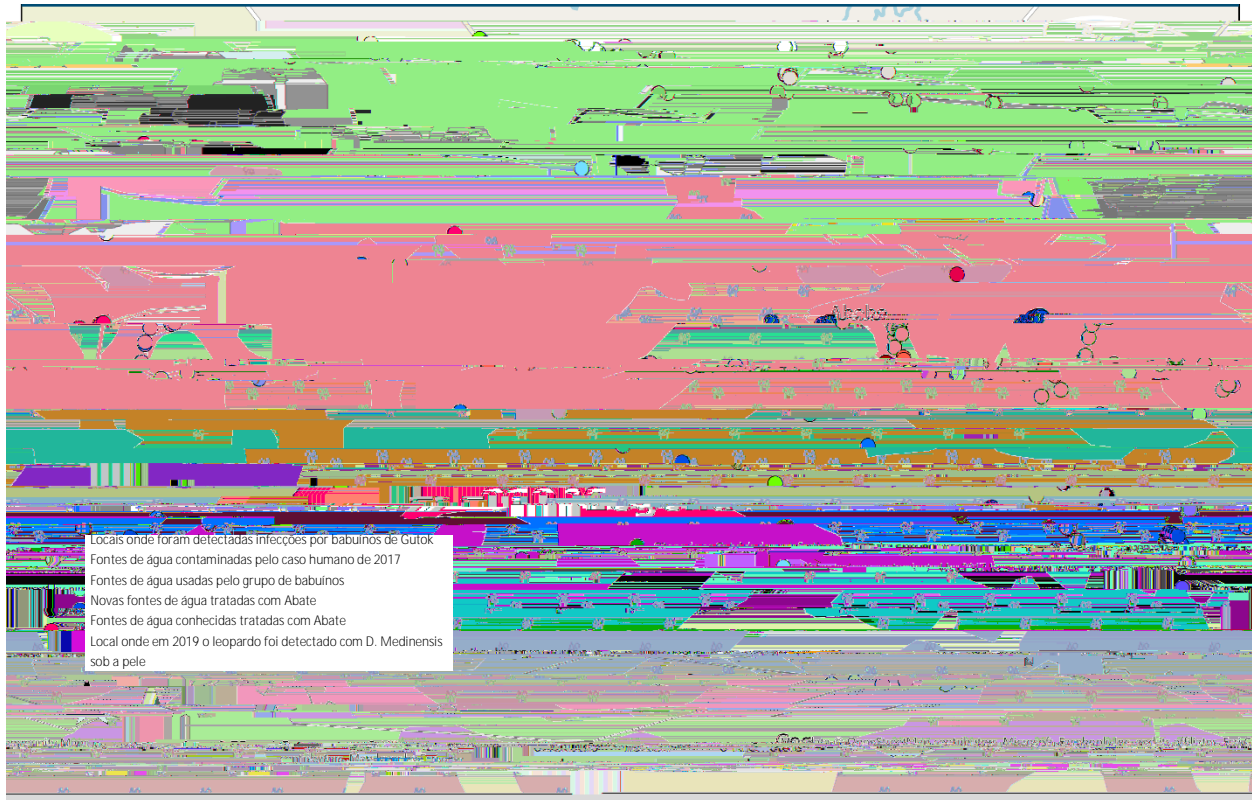 Locais onde foram detectadas infecções por babuínos de Gutok
Fontes de água contaminadas pelo caso humano de 2017
Fontes de água usadas pelo grupo de babuínos
Novas fontes de água tratadas com Abate
Fontes de água conhecidas tratadas com Abate
Local onde em 2019 o leopardo foi detectado com D. Medinensis
sob a pele